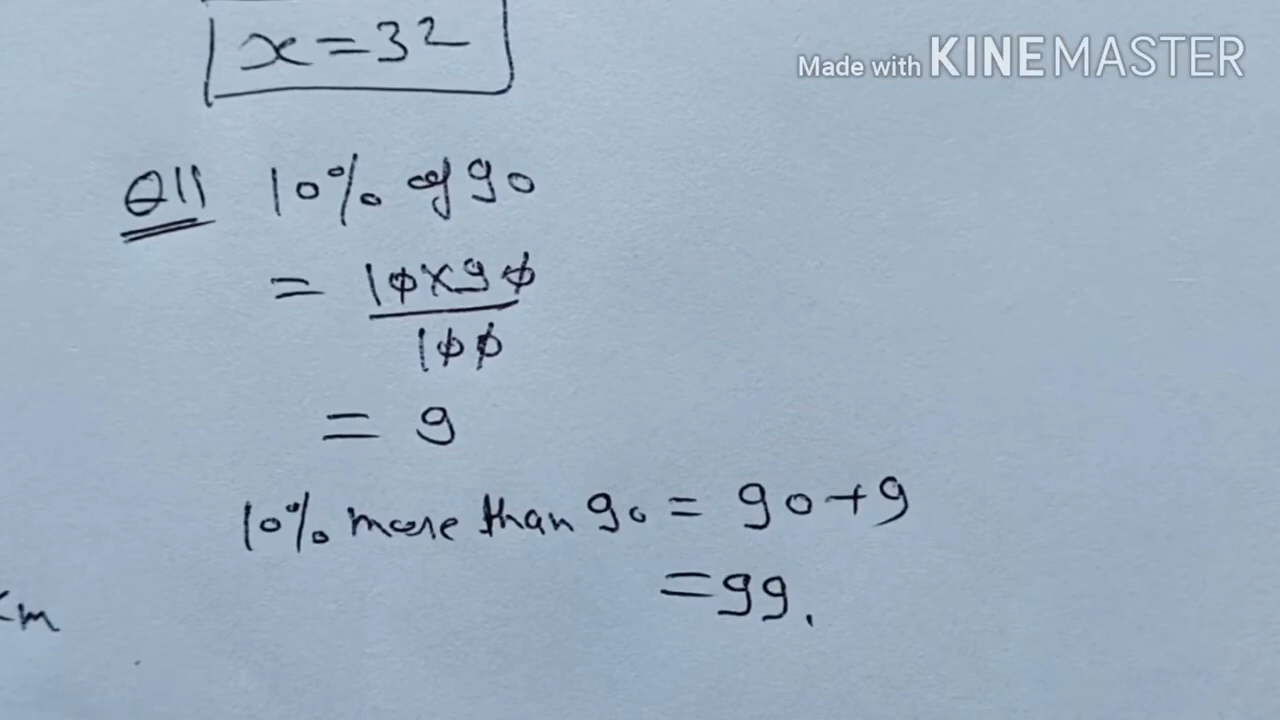 x = 32
Made with KINEMASTER
Q11 10% of 90
= 10×90
100
= 9
10% more than 90 = 90+9
= 99.